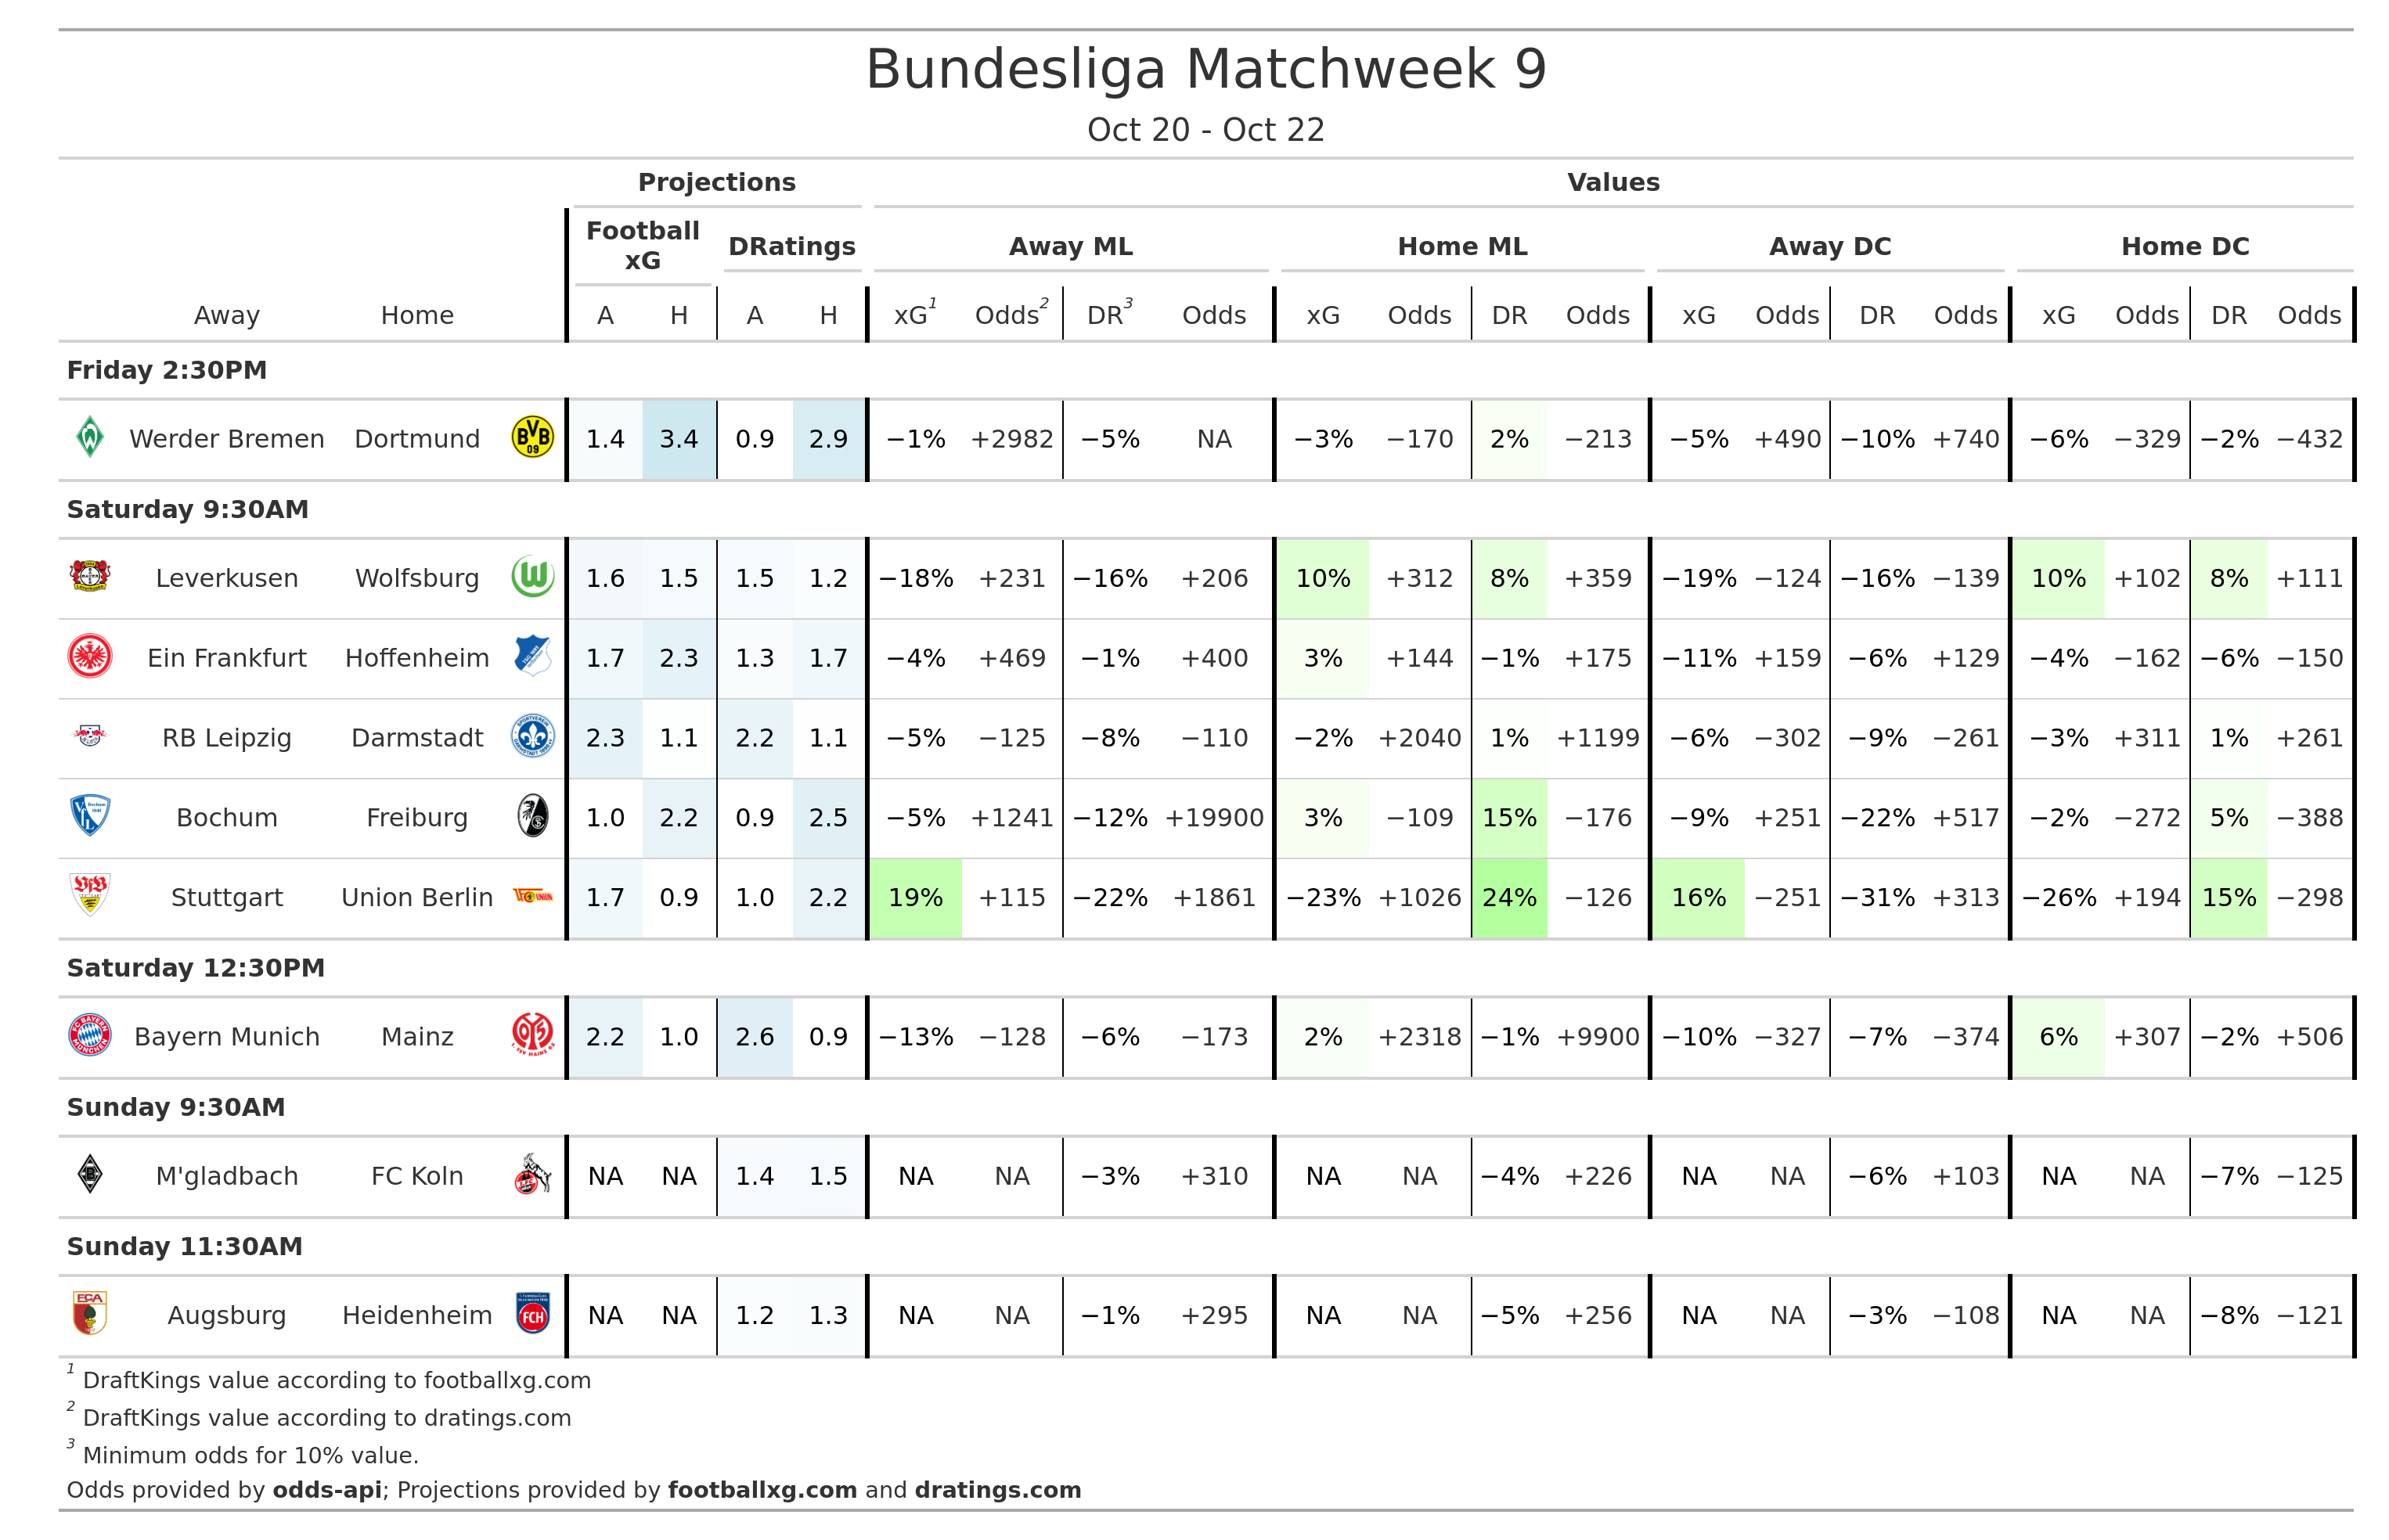 Bundesliga Matchweek 9
Oct 20 - Oct 22
Projections Values
Football xG DRatings Away ML Home ML Away DC Home DC
Away Home A H A H xG1 Odds2 DR3 Odds xG Odds DR Odds xG Odds DR Odds xG Odds DR Odds
Friday 2:30PM
Werder Bremen Dortmund BVB 09 1.4 3.4 0.9 2.9 −1% +2982 −5% NA −3% −170 2% −213 −5% +490 −10% +740 −6% −329 −2% −432
Saturday 9:30AM
Leverkusen Wolfsburg 1.6 1.5 1.5 1.2 −18% +231 −16% +206 10% +312 8% +359 −19% −124 −16% −139 10% +102 8% +111
Ein Frankfurt Hoffenheim 1.7 2.3 1.3 1.7 −4% +469 −1% +400 3% +144 −1% +175 −11% +159 −6% +129 −4% −162 −6% −150
RB Leipzig Darmstadt 2.3 1.1 2.2 1.1 −5% −125 −8% −110 −2% +2040 1% +1199 −6% −302 −9% −261 −3% +311 1% +261
Bochum Freiburg 1.0 2.2 0.9 2.5 −5% +1241 −12% +19900 3% −109 15% −176 −9% +251 −22% +517 −2% −272 5% −388
Stuttgart Union Berlin 1.7 0.9 1.0 2.2 19% +115 −22% +1861 −23% +1026 24% −126 16% −251 −31% +313 −26% +194 15% −298
Saturday 12:30PM
Bayern Munich Mainz 2.2 1.0 2.6 0.9 −13% −128 −6% −173 2% +2318 −1% +9900 −10% −327 −7% −374 6% +307 −2% +506
Sunday 9:30AM
M'gladbach FC Koln NA NA 1.4 1.5 NA NA −3% +310 NA NA −4% +226 NA NA −6% +103 NA NA −7% −125
Sunday 11:30AM
FCA Augsburg Heidenheim FCH NA NA 1.2 1.3 NA NA −1% +295 NA NA −5% +256 NA NA −3% −108 NA NA −8% −121
1 DraftKings value according to footballxg.com
2 DraftKings value according to dratings.com
3 Minimum odds for 10% value.
Odds provided by odds-api; Projections provided by footballxg.com and dratings.com